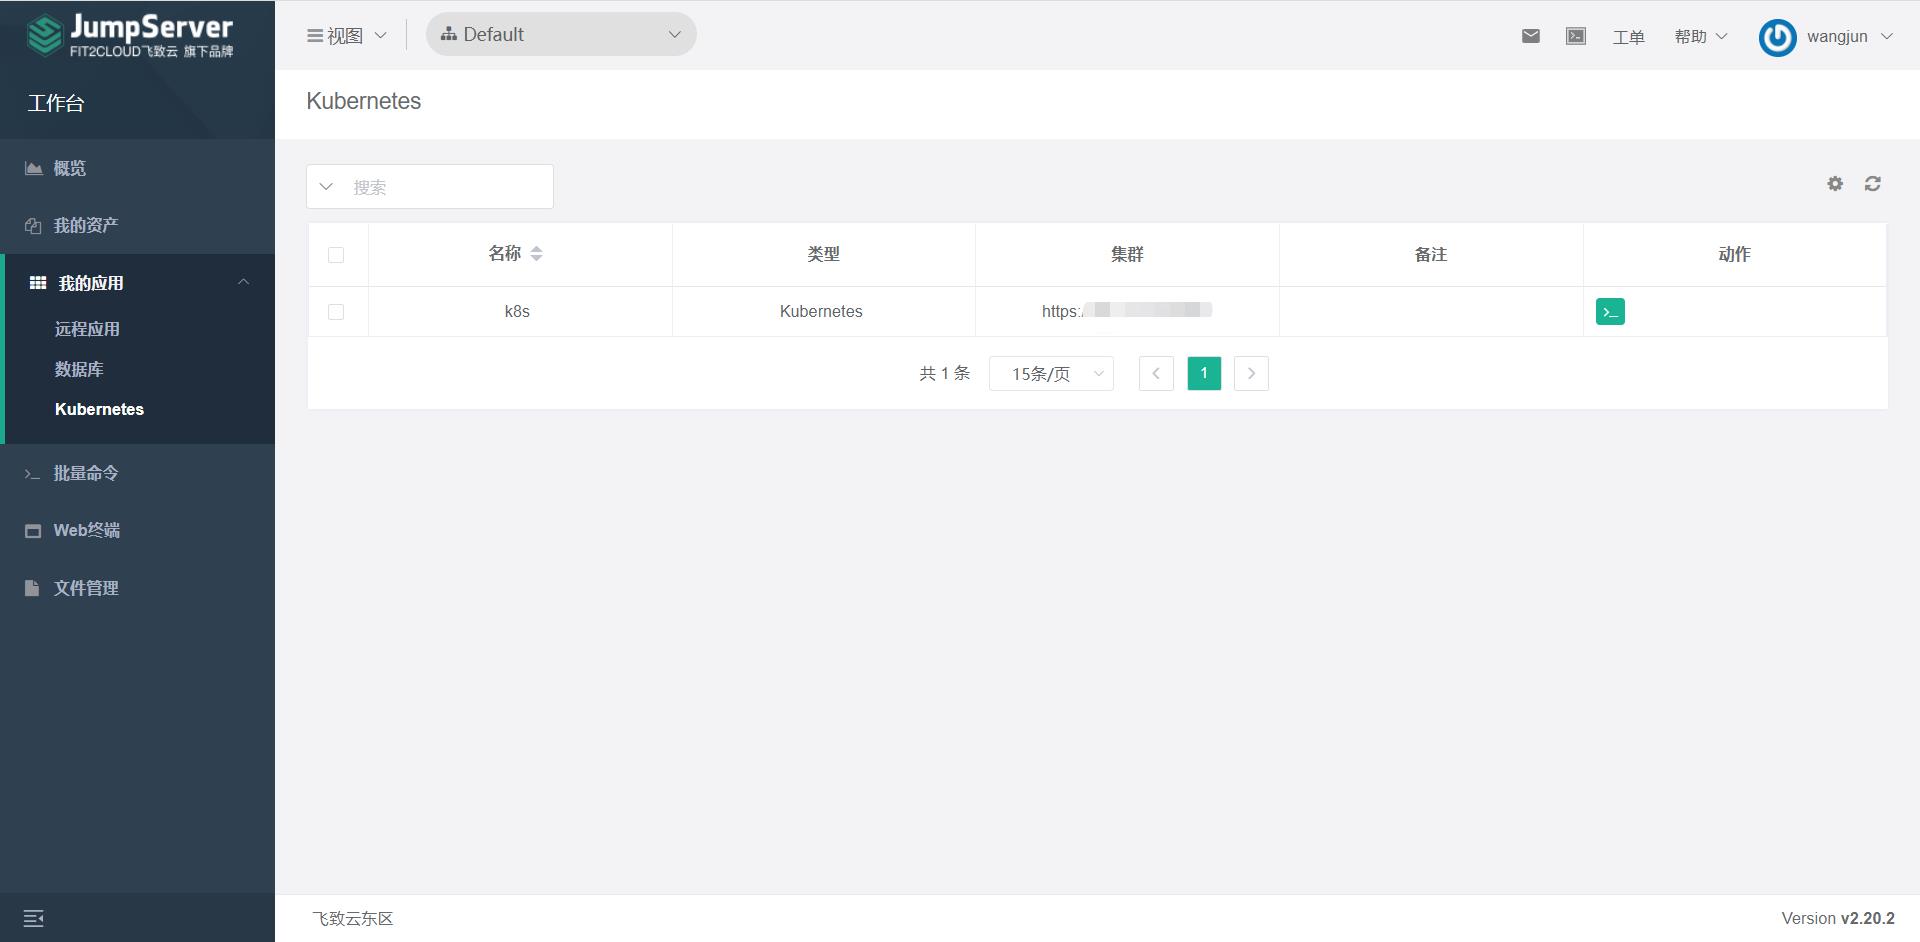 JumpServer
FIT2CLOUD飞致云 旗下品牌
工作台
概览
我的资产
我的应用
远程应用
数据库
Kubernetes
批量命令
Web终端
文件管理
视图
Default
工单
帮助
wangjun
Kubernetes
搜索
名称 类型 集群 备注 动作
k8s Kubernetes https:/
共 1 条 15条/页 1
飞致云东区
Version v2.20.2